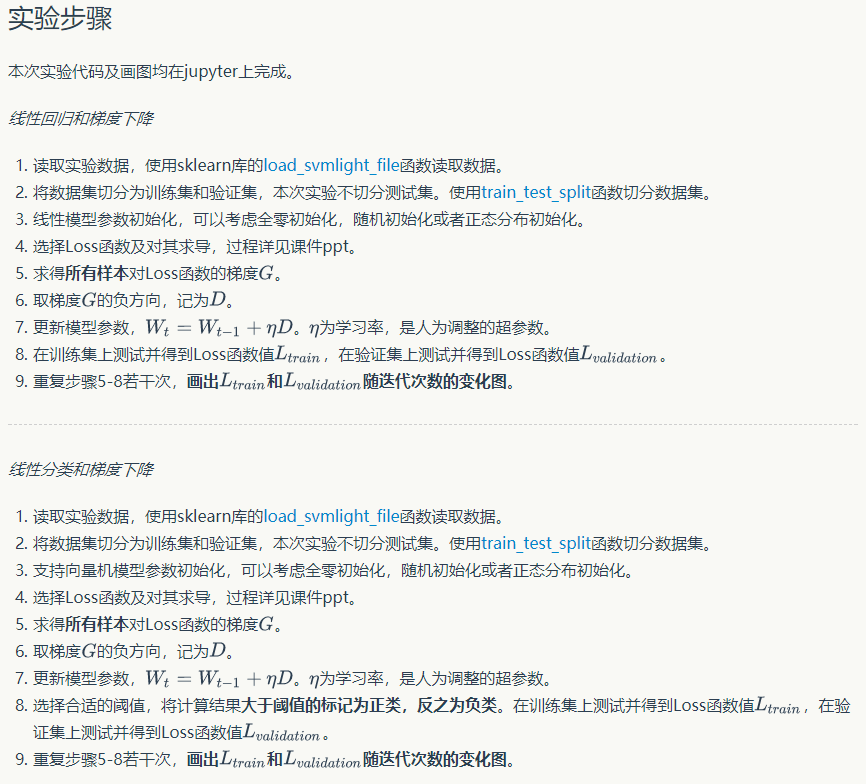 实验步骤
本次实验代码及画图均在jupyter上完成。
线性回归和梯度下降
1. 读取实验数据，使用sklearn库的load_svmlight_file函数读取数据。
2. 将数据集切分为训练集和验证集，本次实验不切分测试集。使用train_test_split函数切分数据集。
3. 线性模型参数初始化，可以考虑全零初始化，随机初始化或者正态分布初始化。
4. 选择Loss函数及对其求导，过程详见课件ppt。
5. 求得所有样本对Loss函数的梯度G。
6. 取梯度G的负方向，记为D。
7. 更新模型参数，W_t = W_{t−1} + ηD。η为学习率，是人为调整的超参数。
8. 在训练集上测试并得到Loss函数值L_{train}，在验证集上测试并得到Loss函数值L_{validation}。
9. 重复步骤5-8若干次，画出L_{train}和L_{validation}随迭代次数的变化图。
线性分类和梯度下降
1. 读取实验数据，使用sklearn库的load_svmlight_file函数读取数据。
2. 将数据集切分为训练集和验证集，本次实验不切分测试集。使用train_test_split函数切分数据集。
3. 支持向量机模型参数初始化，可以考虑全零初始化，随机初始化或者正态分布初始化。
4. 选择Loss函数及对其求导，过程详见课件ppt。
5. 求得所有样本对Loss函数的梯度G。
6. 取梯度G的负方向，记为D。
7. 更新模型参数，W_t = W_{t−1} + ηD。η为学习率，是人为调整的超参数。
8. 选择合适的阈值，将计算结果大于阈值的标记为正类，反之为负类。在训练集上测试并得到Loss函数值L_{train}，在验
证集上测试并得到Loss函数值L_{validation}。
9. 重复步骤5-8若干次，画出L_{train}和L_{validation}随迭代次数的变化图。